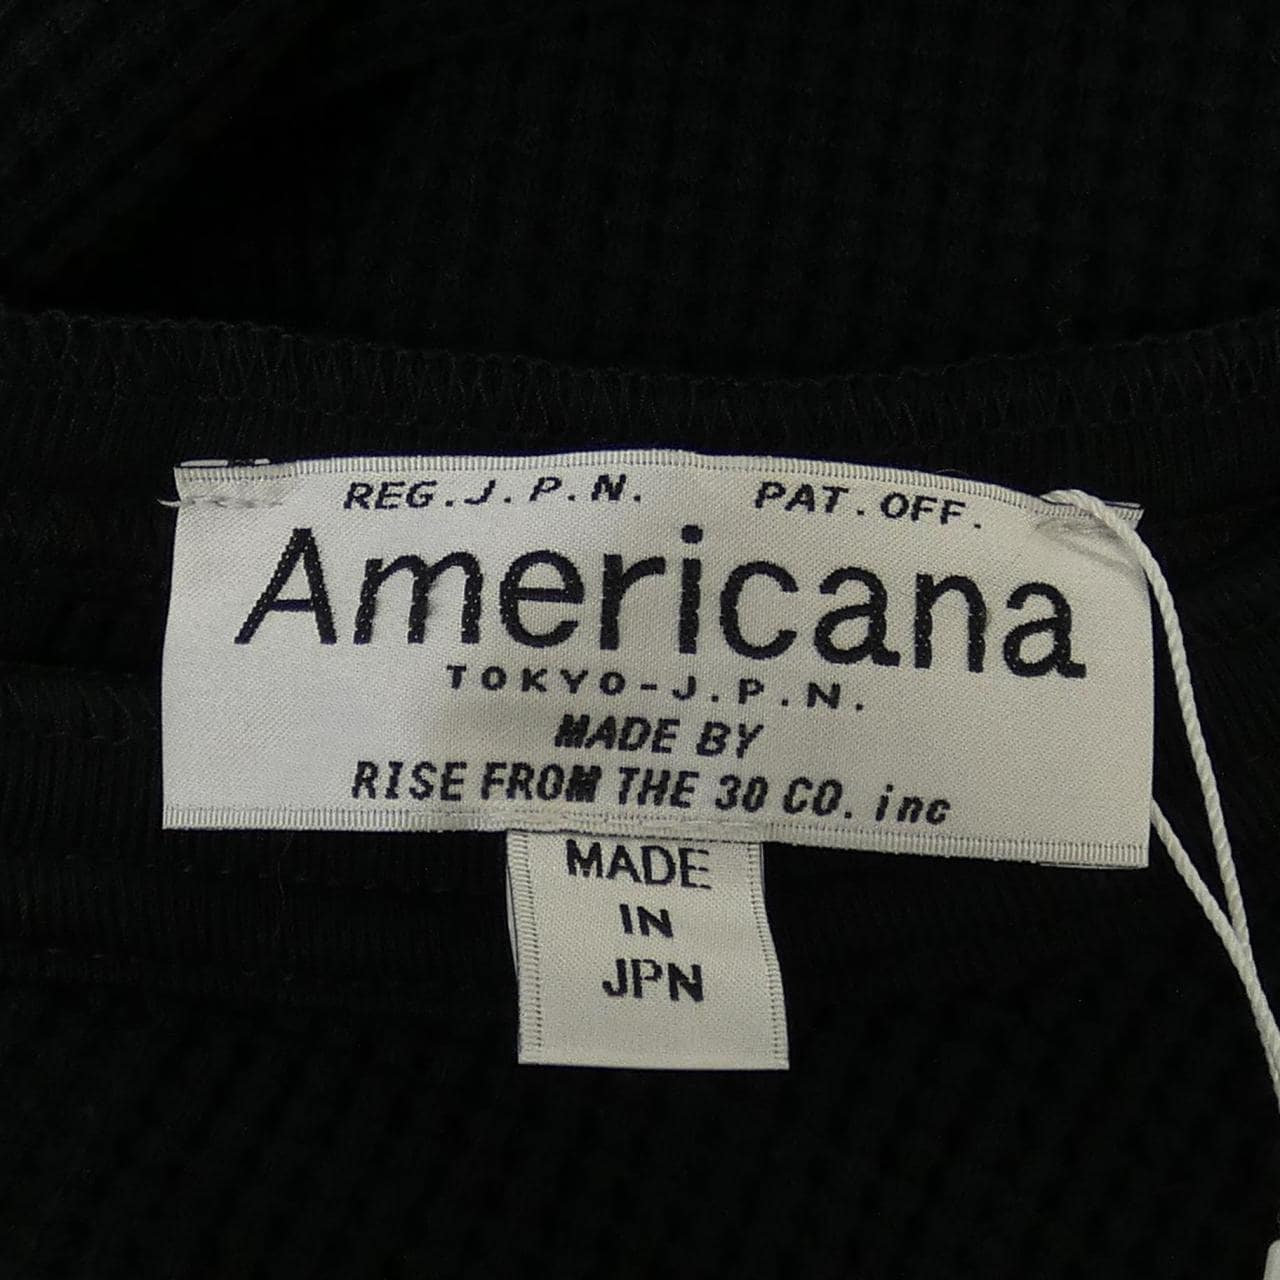 REG.J.P.N. PAT.OFF.
Americana
TOKYO-J.P.N.
MADE BY
RISE FROM THE 30 CO. inc
MADE
IN
JPN